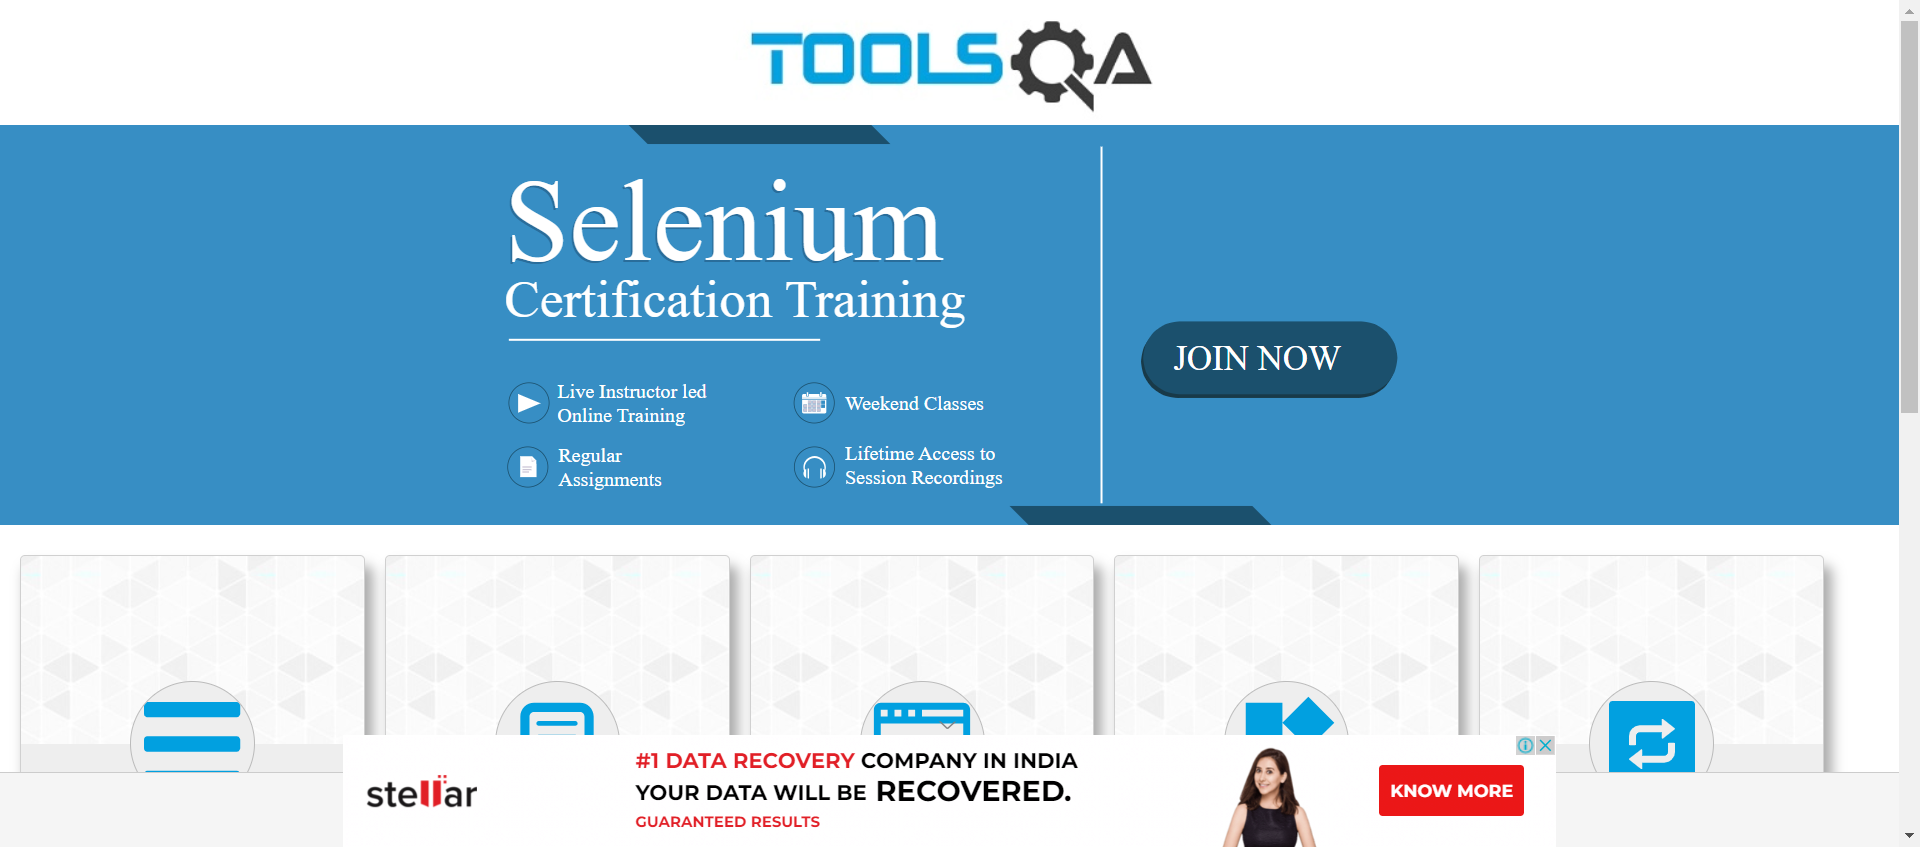 TOOLSQA
Selenium
Certification Training
JOIN NOW
Live Instructor led
Online Training
Weekend Classes
Regular
Assignments
Lifetime Access to
Session Recordings
stellar
#1 DATA RECOVERY COMPANY IN INDIA
YOUR DATA WILL BE RECOVERED.
GUARANTEED RESULTS
KNOW MORE